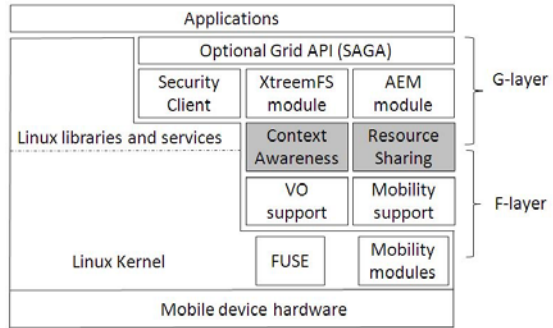 Applications
Optional Grid API (SAGA)
Security
Client
XtreemFS
module
AEM
module
G-layer
Linux libraries and services
Context
Awareness
Resource
Sharing
VO
support
Mobility
support
F-layer
Linux Kernel
FUSE
Mobility
modules
Mobile device hardware